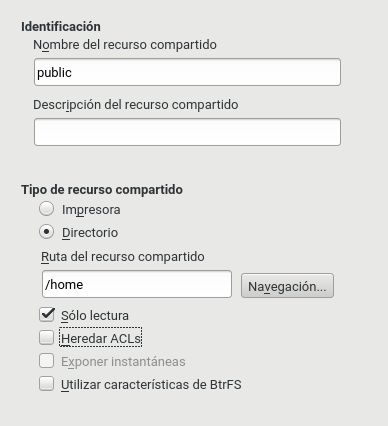 Identificación
Nombre del recurso compartido
public
Descripción del recurso compartido
Tipo de recurso compartido
Impresora
Directorio
Ruta del recurso compartido
/home
Navegación...
Sólo lectura
Heredar ACLs
Exponer instantáneas
Utilizar características de BtrFS